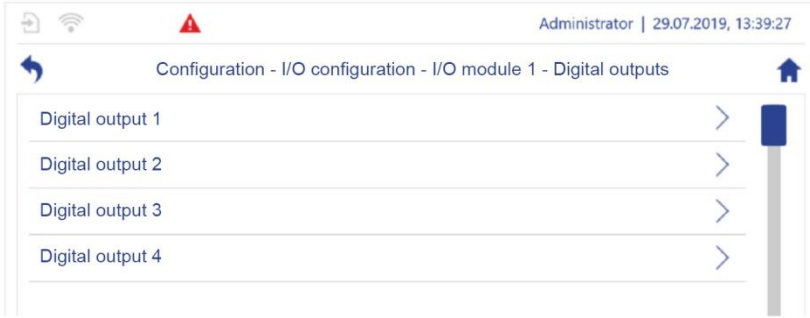 Administrator | 29.07.2019, 13:39:27
Configuration - I/O configuration - I/O module 1 - Digital outputs
Digital output 1
Digital output 2
Digital output 3
Digital output 4